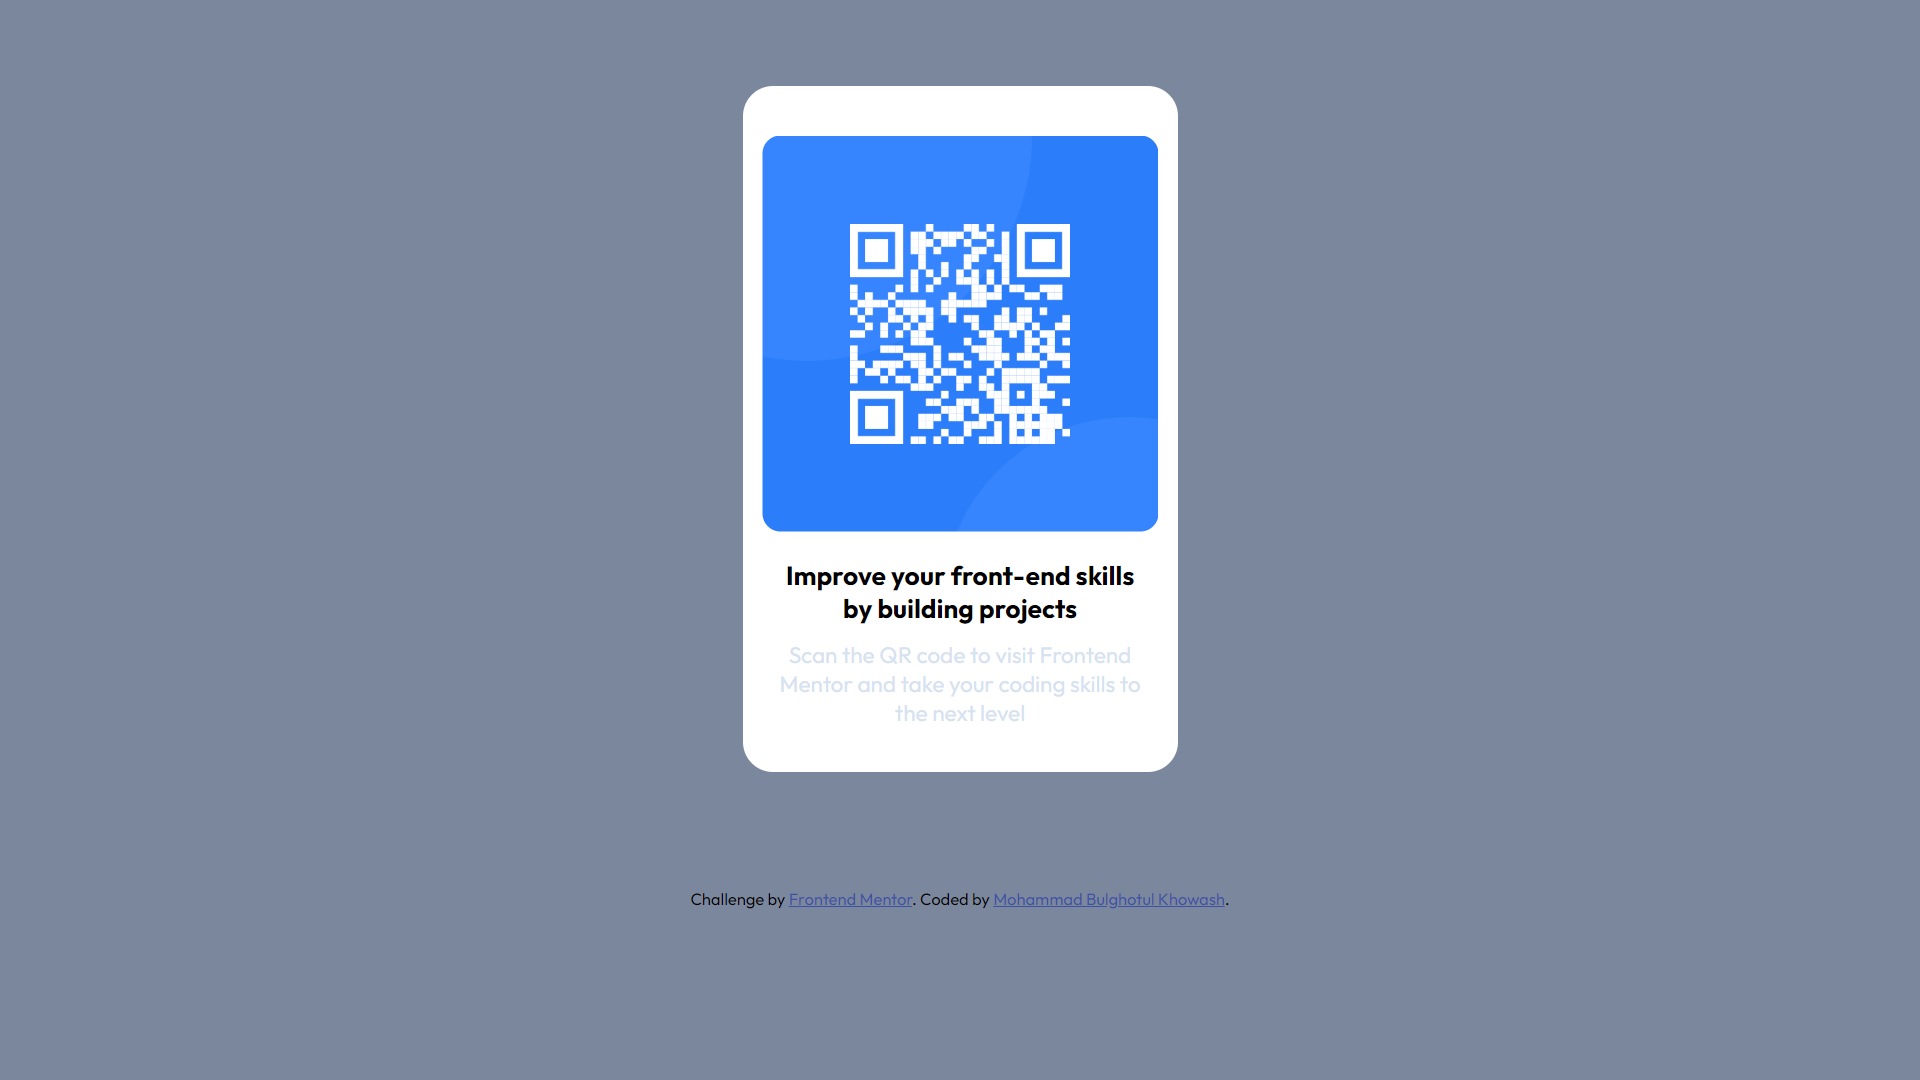 Improve your front-end skills
by building projects
Scan the QR code to visit Frontend
Mentor and take your coding skills to
the next level
Challenge by Frontend Mentor. Coded by Mohammad Bulghotul Khowash.